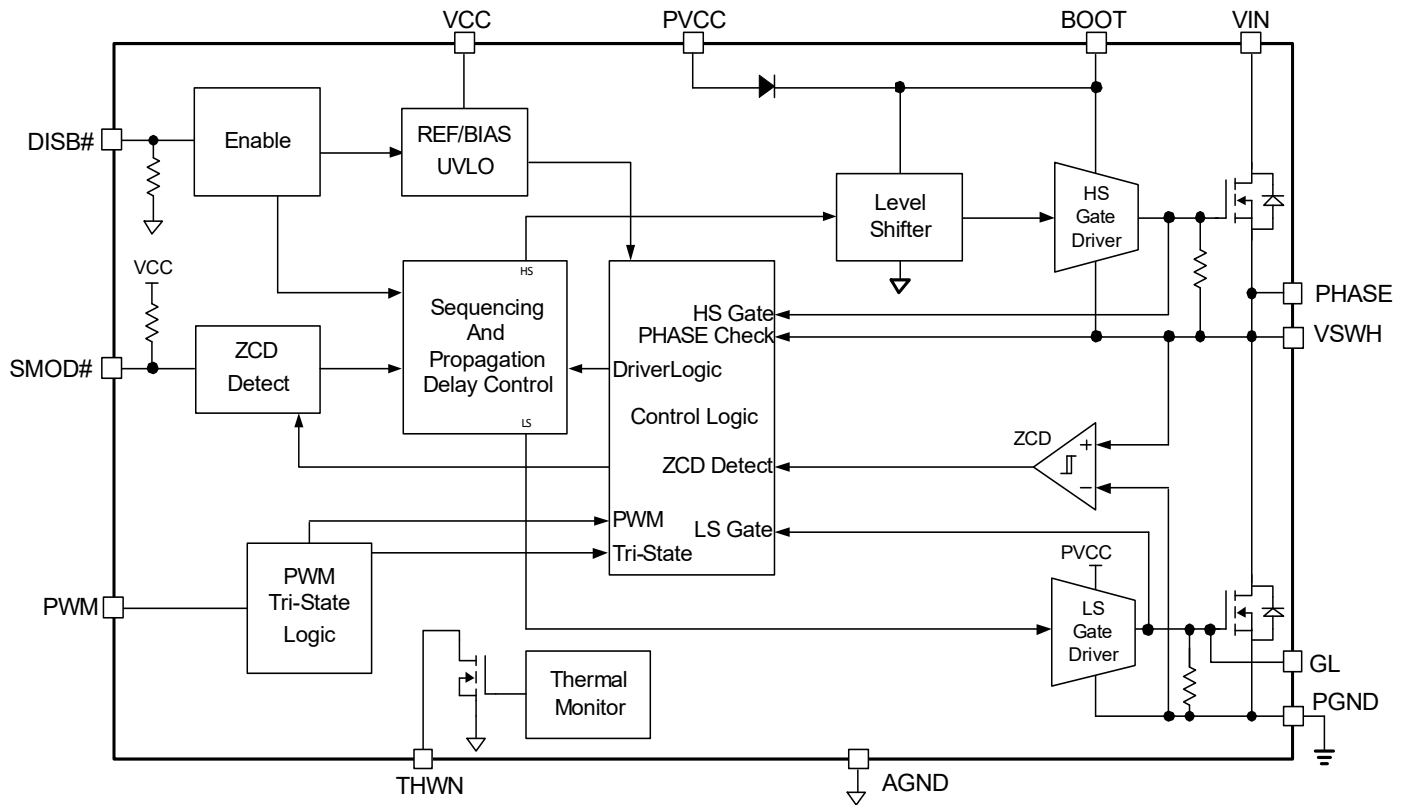 VCC
PVCC
BOOT
VIN
DISB#
Enable
REF/BIAS
UVLO
Level
Shifter
HS
Gate
Driver
VCC
HS
Sequencing
And
Propagation
Delay Control
LS
HS Gate
PHASE Check
DriverLogic
Control Logic
ZCD Detect
PWM
LS Gate
Tri-State
PHASE
VSWH
SMOD#
ZCD
Detect
ZCD
+
−
PVCC
LS
Gate
Driver
PWM
PWM
Tri-State
Logic
Thermal
Monitor
GL
PGND
THWN
AGND